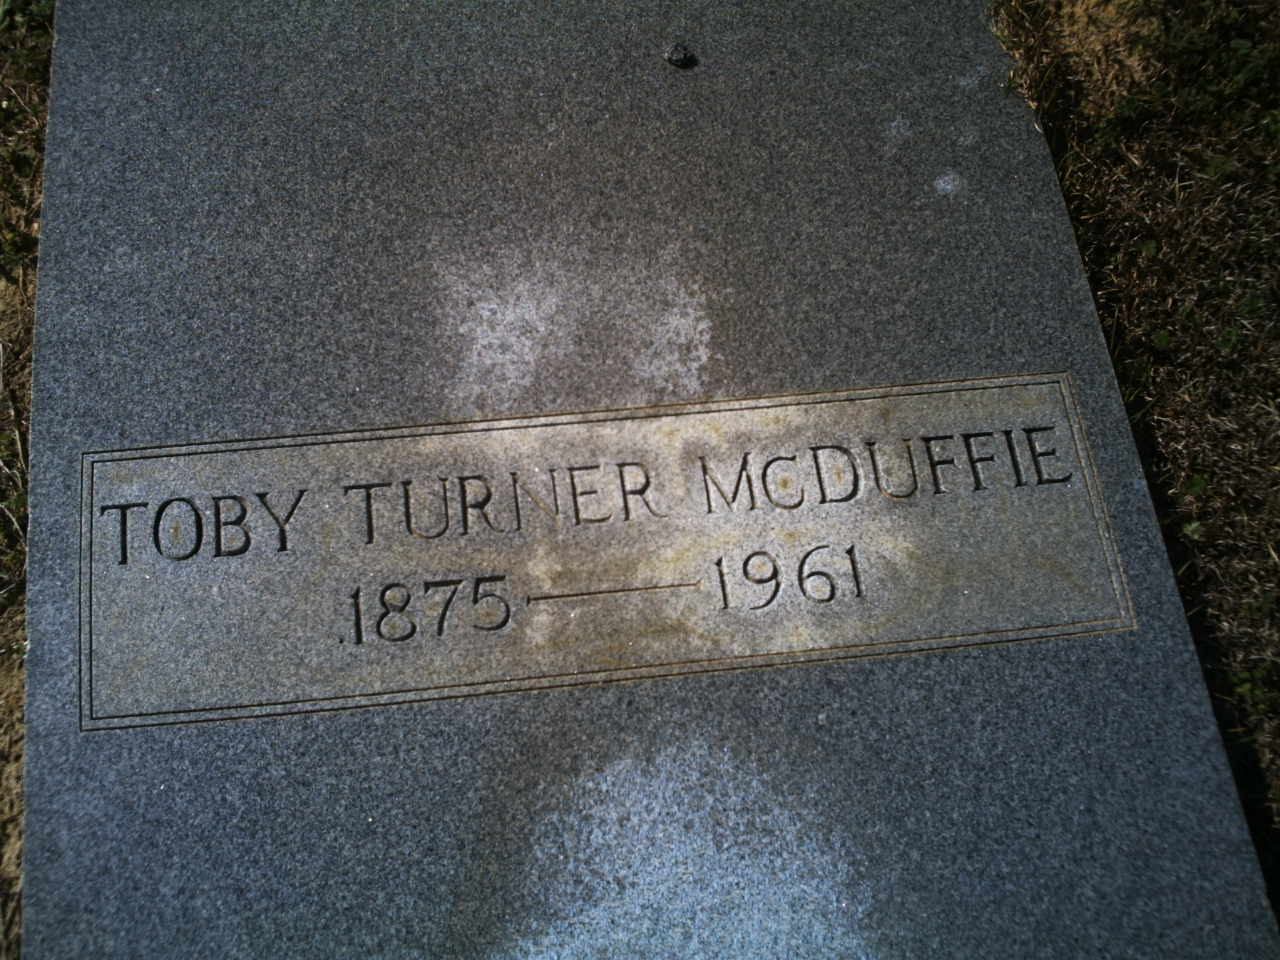 TOBY TURNER McDUFFIE
1875 — 1961